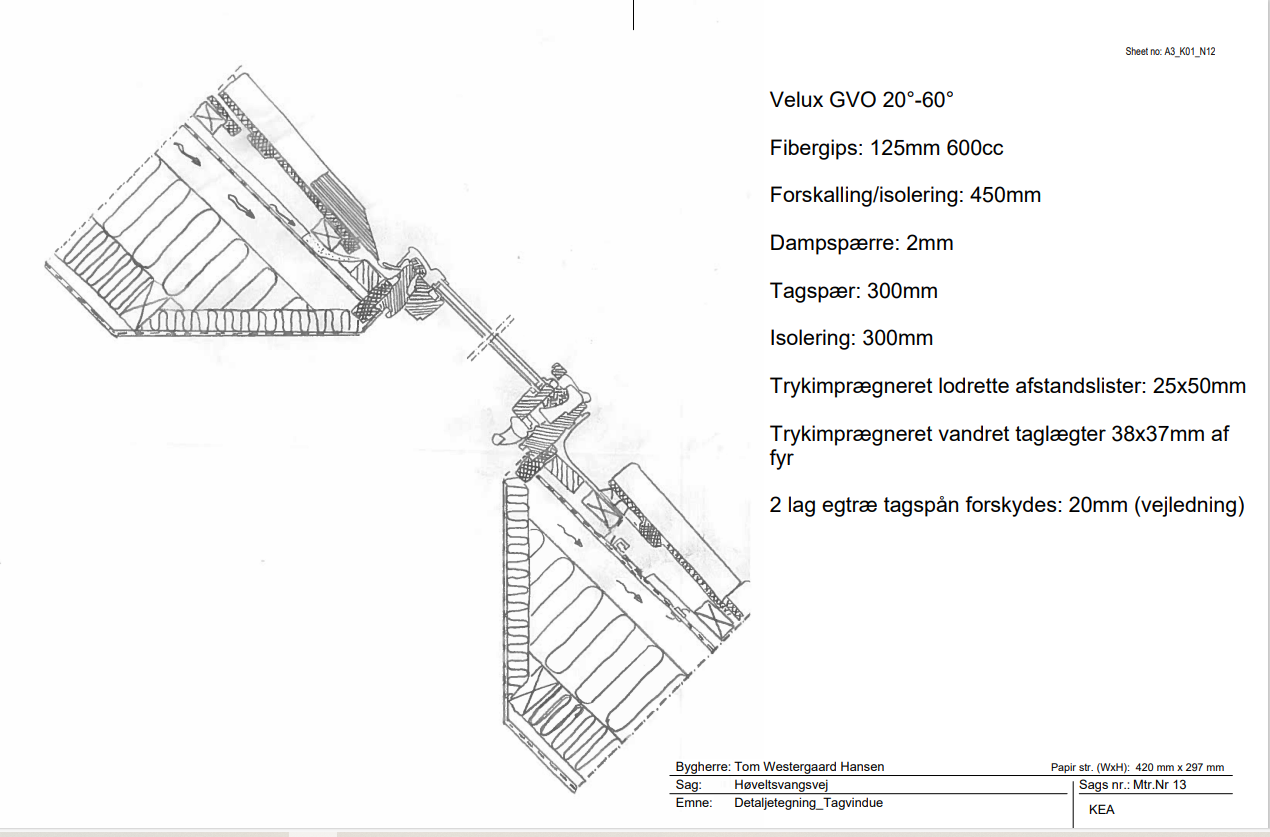 Sheet no: A3_K01_N12
Velux GVO 20°-60°
Fibergips: 125mm 600cc
Forskalling/isolering: 450mm
Dampspærre: 2mm
Tagspær: 300mm
Isolering: 300mm
Trykimprægneret lodrette afstandslister: 25x50mm
Trykimprægneret vandret taglægter 38x37mm af
fyr
2 lag egtræ tagspån forskydes: 20mm (vejledning)
Bygherre: Tom Westergaard Hansen
Papir str. (WxH): 420 mm x 297 mm
Sag: Høveltsvangsvej
Sags nr.: Mtr.Nr 13
Emne: Detaljetegning_Tagvindue
KEA